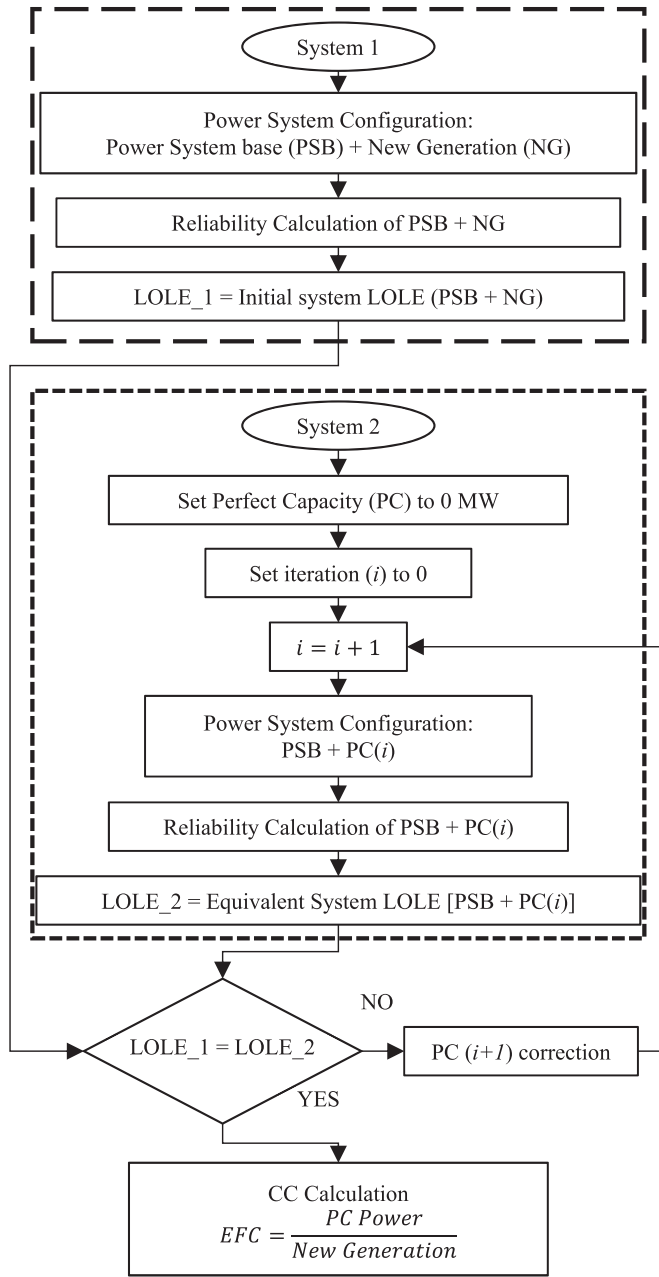 System 1
Power System Configuration:
Power System base (PSB) + New Generation (NG)
Reliability Calculation of PSB + NG
LOLE_1 = Initial system LOLE (PSB + NG)
System 2
Set Perfect Capacity (PC) to 0 MW
Set iteration (i) to 0
i = i + 1
Power System Configuration:
PSB + PC(i)
Reliability Calculation of PSB + PC(i)
LOLE_2 = Equivalent System LOLE [PSB + PC(i)]
NO
LOLE_1 = LOLE_2
PC (i+1) correction
YES
CC Calculation
EFC = PC Power / New Generation